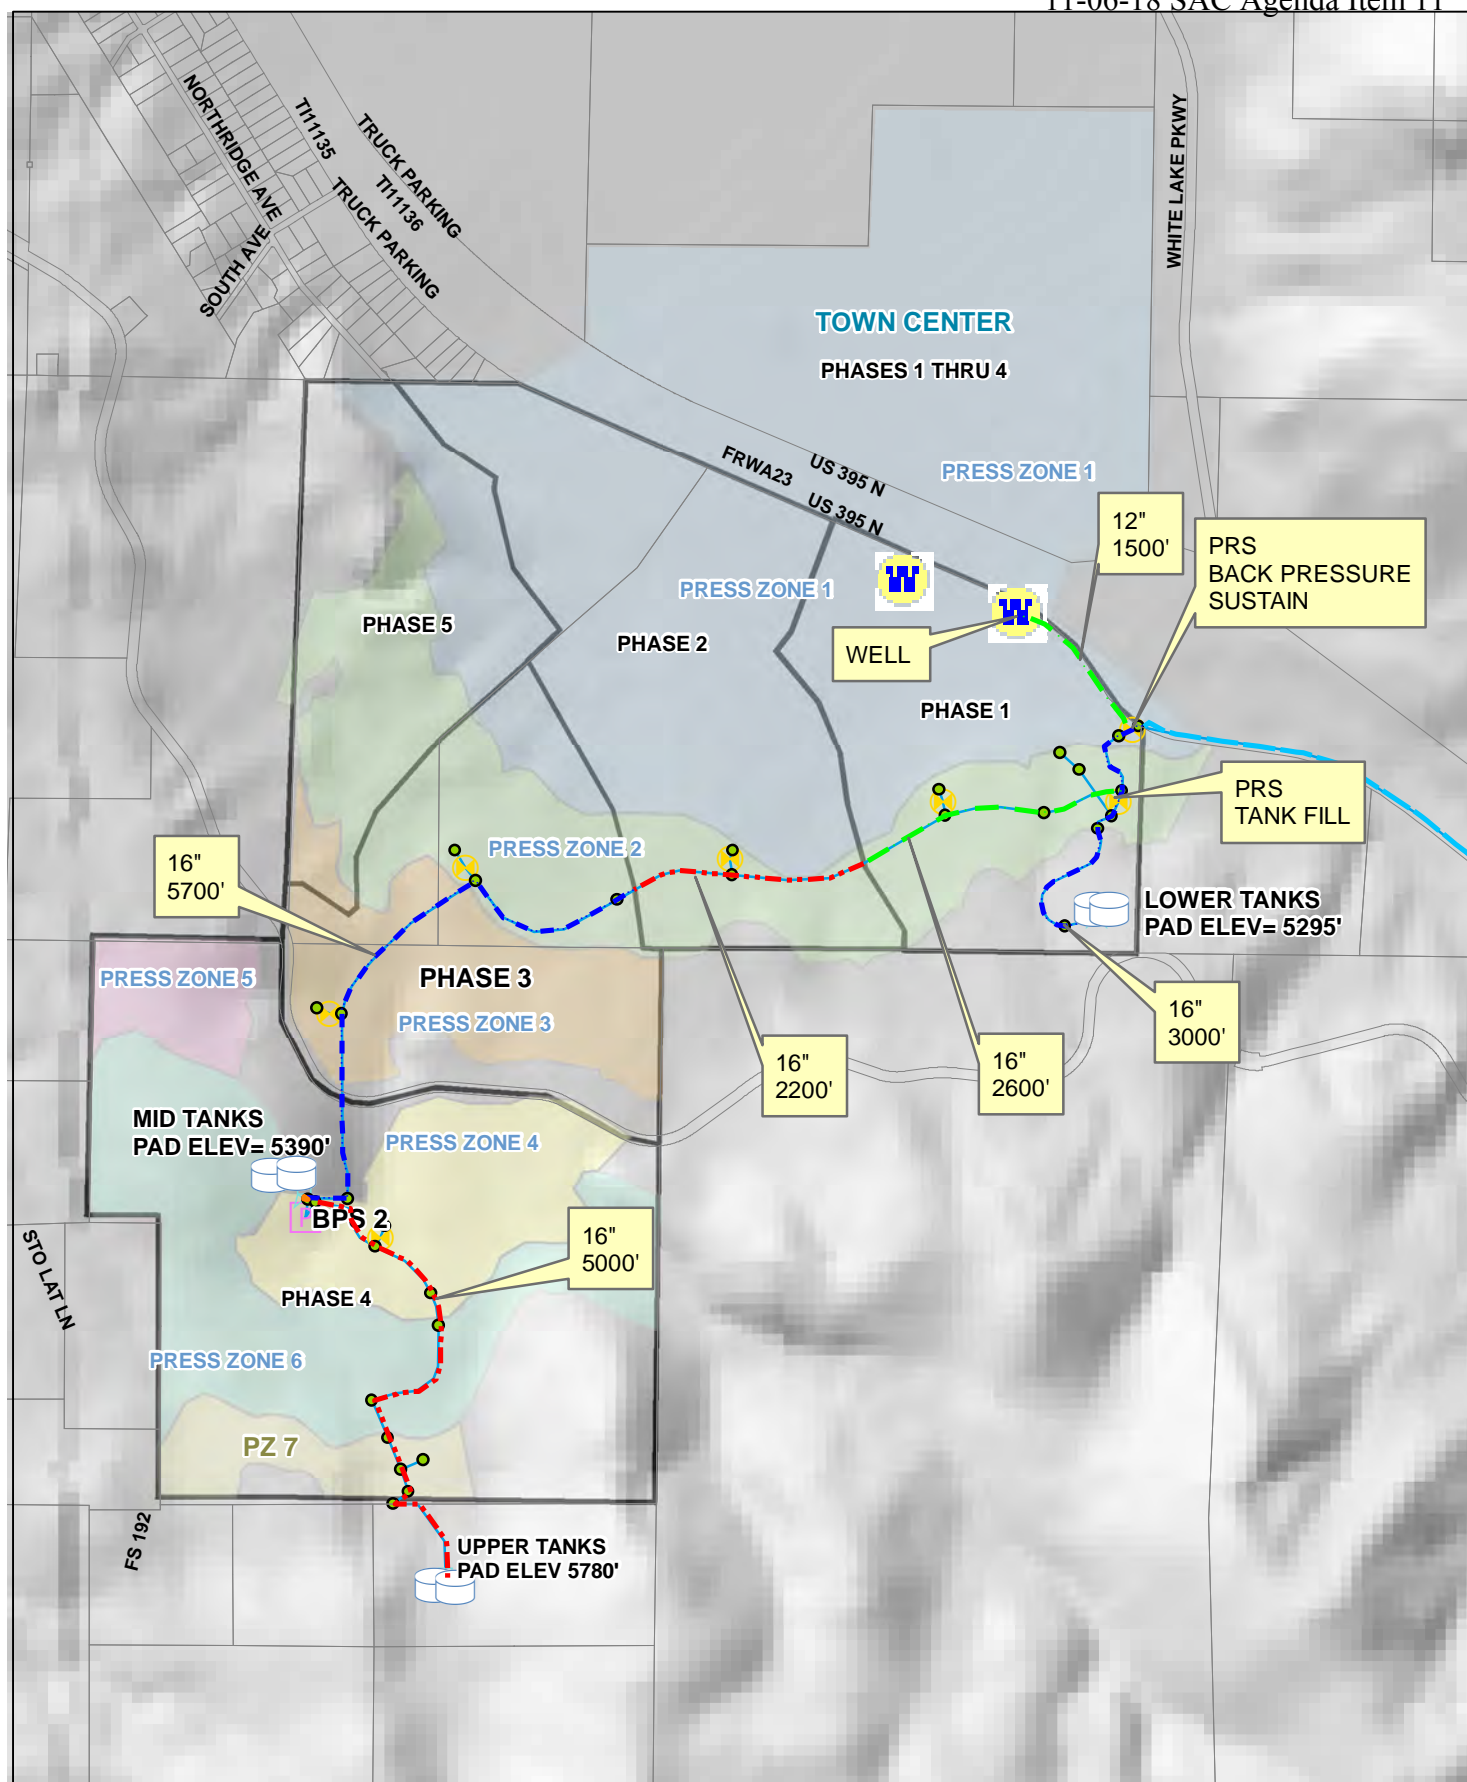 11-06-18 SAC Agenda Item 11
NORTHRIDGE AVE
TI11135
TRUCK PARKING
TI11136
TRUCK PARKING
SOUTH AVE
WHITE LAKE PKWY
TOWN CENTER
PHASES 1 THRU 4
FRWA23
US 395 N
US 395 N
PRESS ZONE 1
12"
1500'
PRS
BACK PRESSURE
SUSTAIN
W
W
PRESS ZONE 1
PHASE 5
PHASE 2
WELL
PHASE 1
PRS
TANK FILL
PRESS ZONE 2
16"
5700'
LOWER TANKS
PAD ELEV= 5295'
PRESS ZONE 5
PHASE 3
PRESS ZONE 3
16"
3000'
16"
2200'
16"
2600'
MID TANKS
PAD ELEV= 5390'
PRESS ZONE 4
P
BPS 2
16"
5000'
STO LAT LN
PHASE 4
PRESS ZONE 6
PZ 7
FS 192
UPPER TANKS
PAD ELEV 5780'